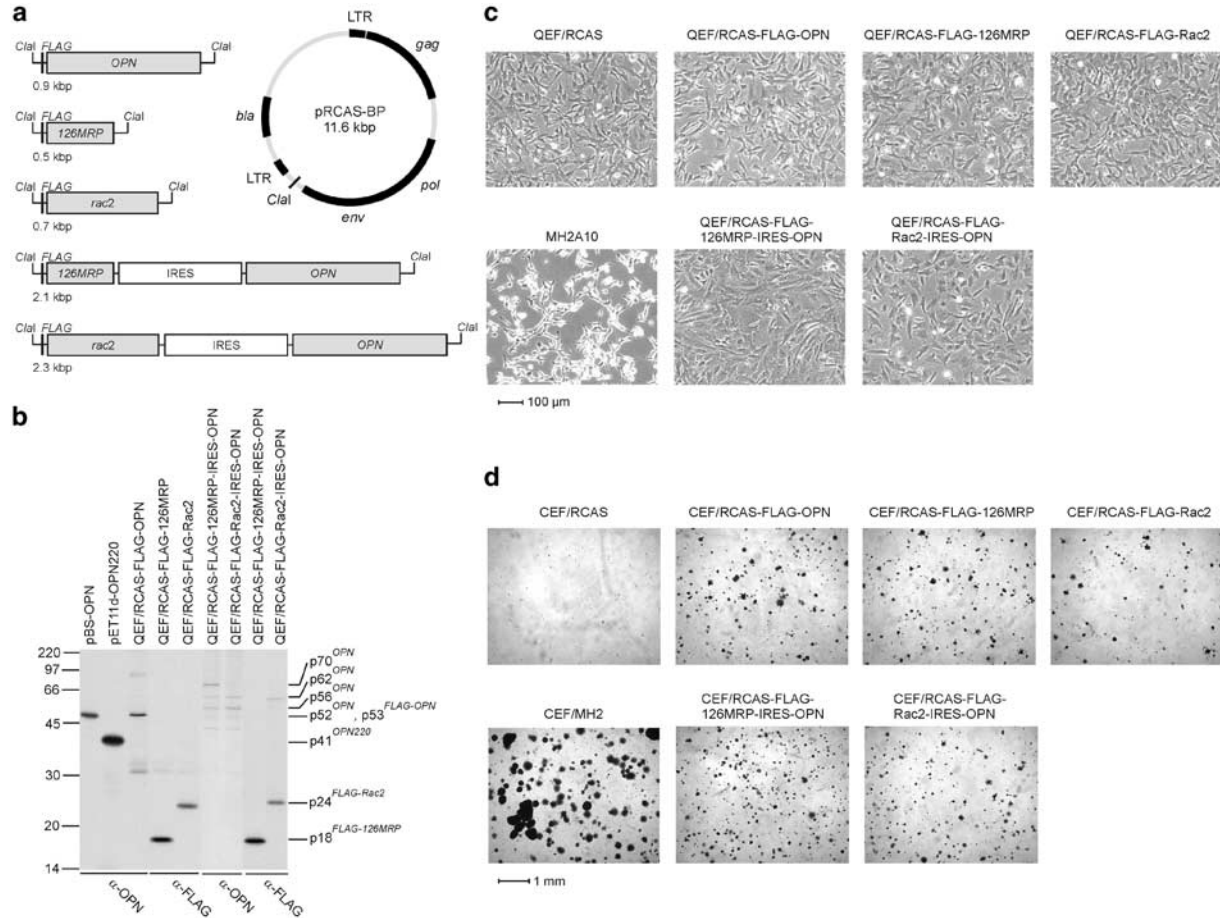 a
ClaI FLAG ClaI
OPN
0.9 kbp
ClaI FLAG ClaI
126MRP
0.5 kbp
ClaI FLAG ClaI
rac2
0.7 kbp
ClaI FLAG ClaI
126MRP IRES OPN
2.1 kbp
ClaI FLAG ClaI
rac2 IRES OPN
2.3 kbp
LTR
gag
bla
pRCAS-BP
11.6 kbp
LTR
ClaI
env
pol
b
pBS-OPN
pET11d-OPN220
QEF/RCAS-FLAG-OPN
QEF/RCAS-FLAG-126MRP
QEF/RCAS-FLAG-Rac2
QEF/RCAS-FLAG-126MRP-IRES-OPN
QEF/RCAS-FLAG-Rac2-IRES-OPN
QEF/RCAS-FLAG-126MRP-IRES-OPN
QEF/RCAS-FLAG-Rac2-IRES-OPN
220
97
66
45
30
20
14
p70OPN
p62OPN
p56OPN
p52OPN, p53FLAG-OPN
p41OPN220
p24FLAG-Rac2
p18FLAG-126MRP
α-OPN
α-FLAG
α-OPN
α-FLAG
c
QEF/RCAS
QEF/RCAS-FLAG-OPN
QEF/RCAS-FLAG-126MRP
QEF/RCAS-FLAG-Rac2
MH2A10
QEF/RCAS-FLAG-
126MRP-IRES-OPN
QEF/RCAS-FLAG-
Rac2-IRES-OPN
100 µm
d
CEF/RCAS
CEF/RCAS-FLAG-OPN
CEF/RCAS-FLAG-126MRP
CEF/RCAS-FLAG-Rac2
CEF/MH2
CEF/RCAS-FLAG-
126MRP-IRES-OPN
CEF/RCAS-FLAG-
Rac2-IRES-OPN
1 mm